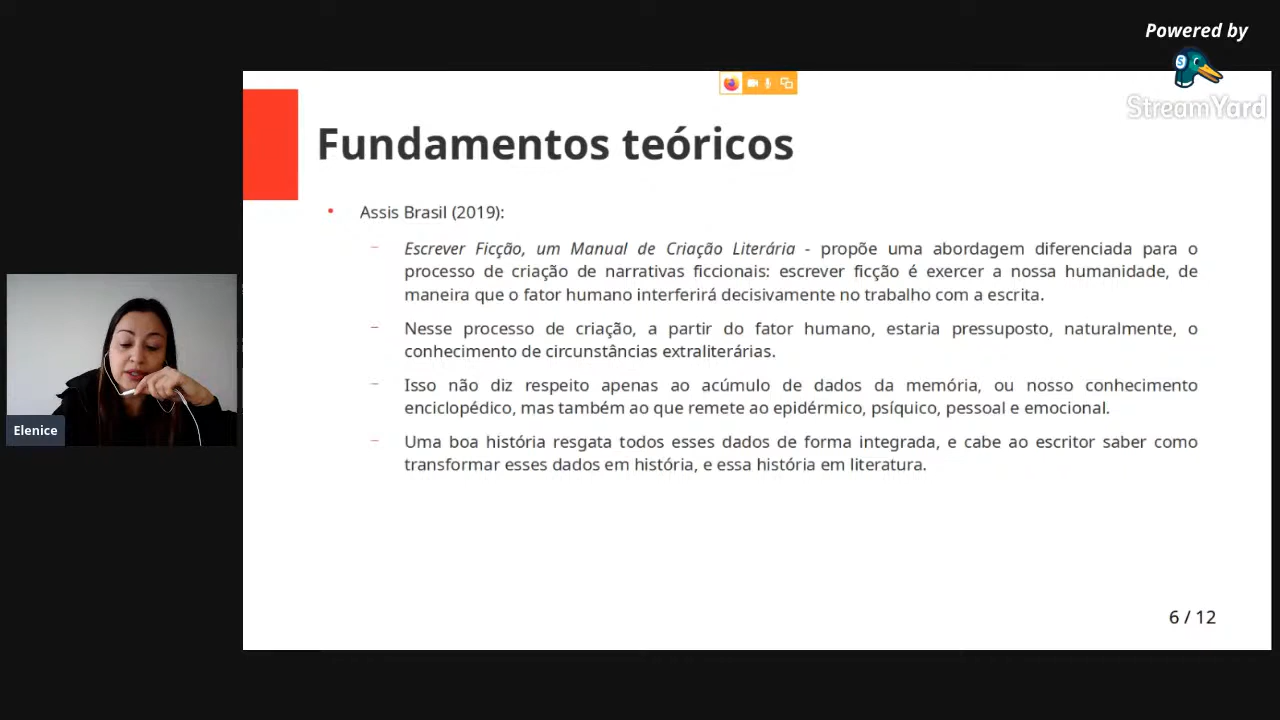 Powered by
StreamYard
Fundamentos teóricos
Assis Brasil (2019):
Escrever Ficção, um Manual de Criação Literária - propõe uma abordagem diferenciada para o
processo de criação de narrativas ficcionais: escrever ficção é exercer a nossa humanidade, de
maneira que o fator humano interferirá decisivamente no trabalho com a escrita.
Nesse processo de criação, a partir do fator humano, estaria pressuposto, naturalmente, o
conhecimento de circunstâncias extraliterárias.
Isso não diz respeito apenas ao acúmulo de dados da memória, ou nosso conhecimento
enciclopédico, mas também ao que remete ao epidérmico, psíquico, pessoal e emocional.
Uma boa história resgata todos esses dados de forma integrada, e cabe ao escritor saber como
transformar esses dados em história, e essa história em literatura.
Elenice
6 / 12